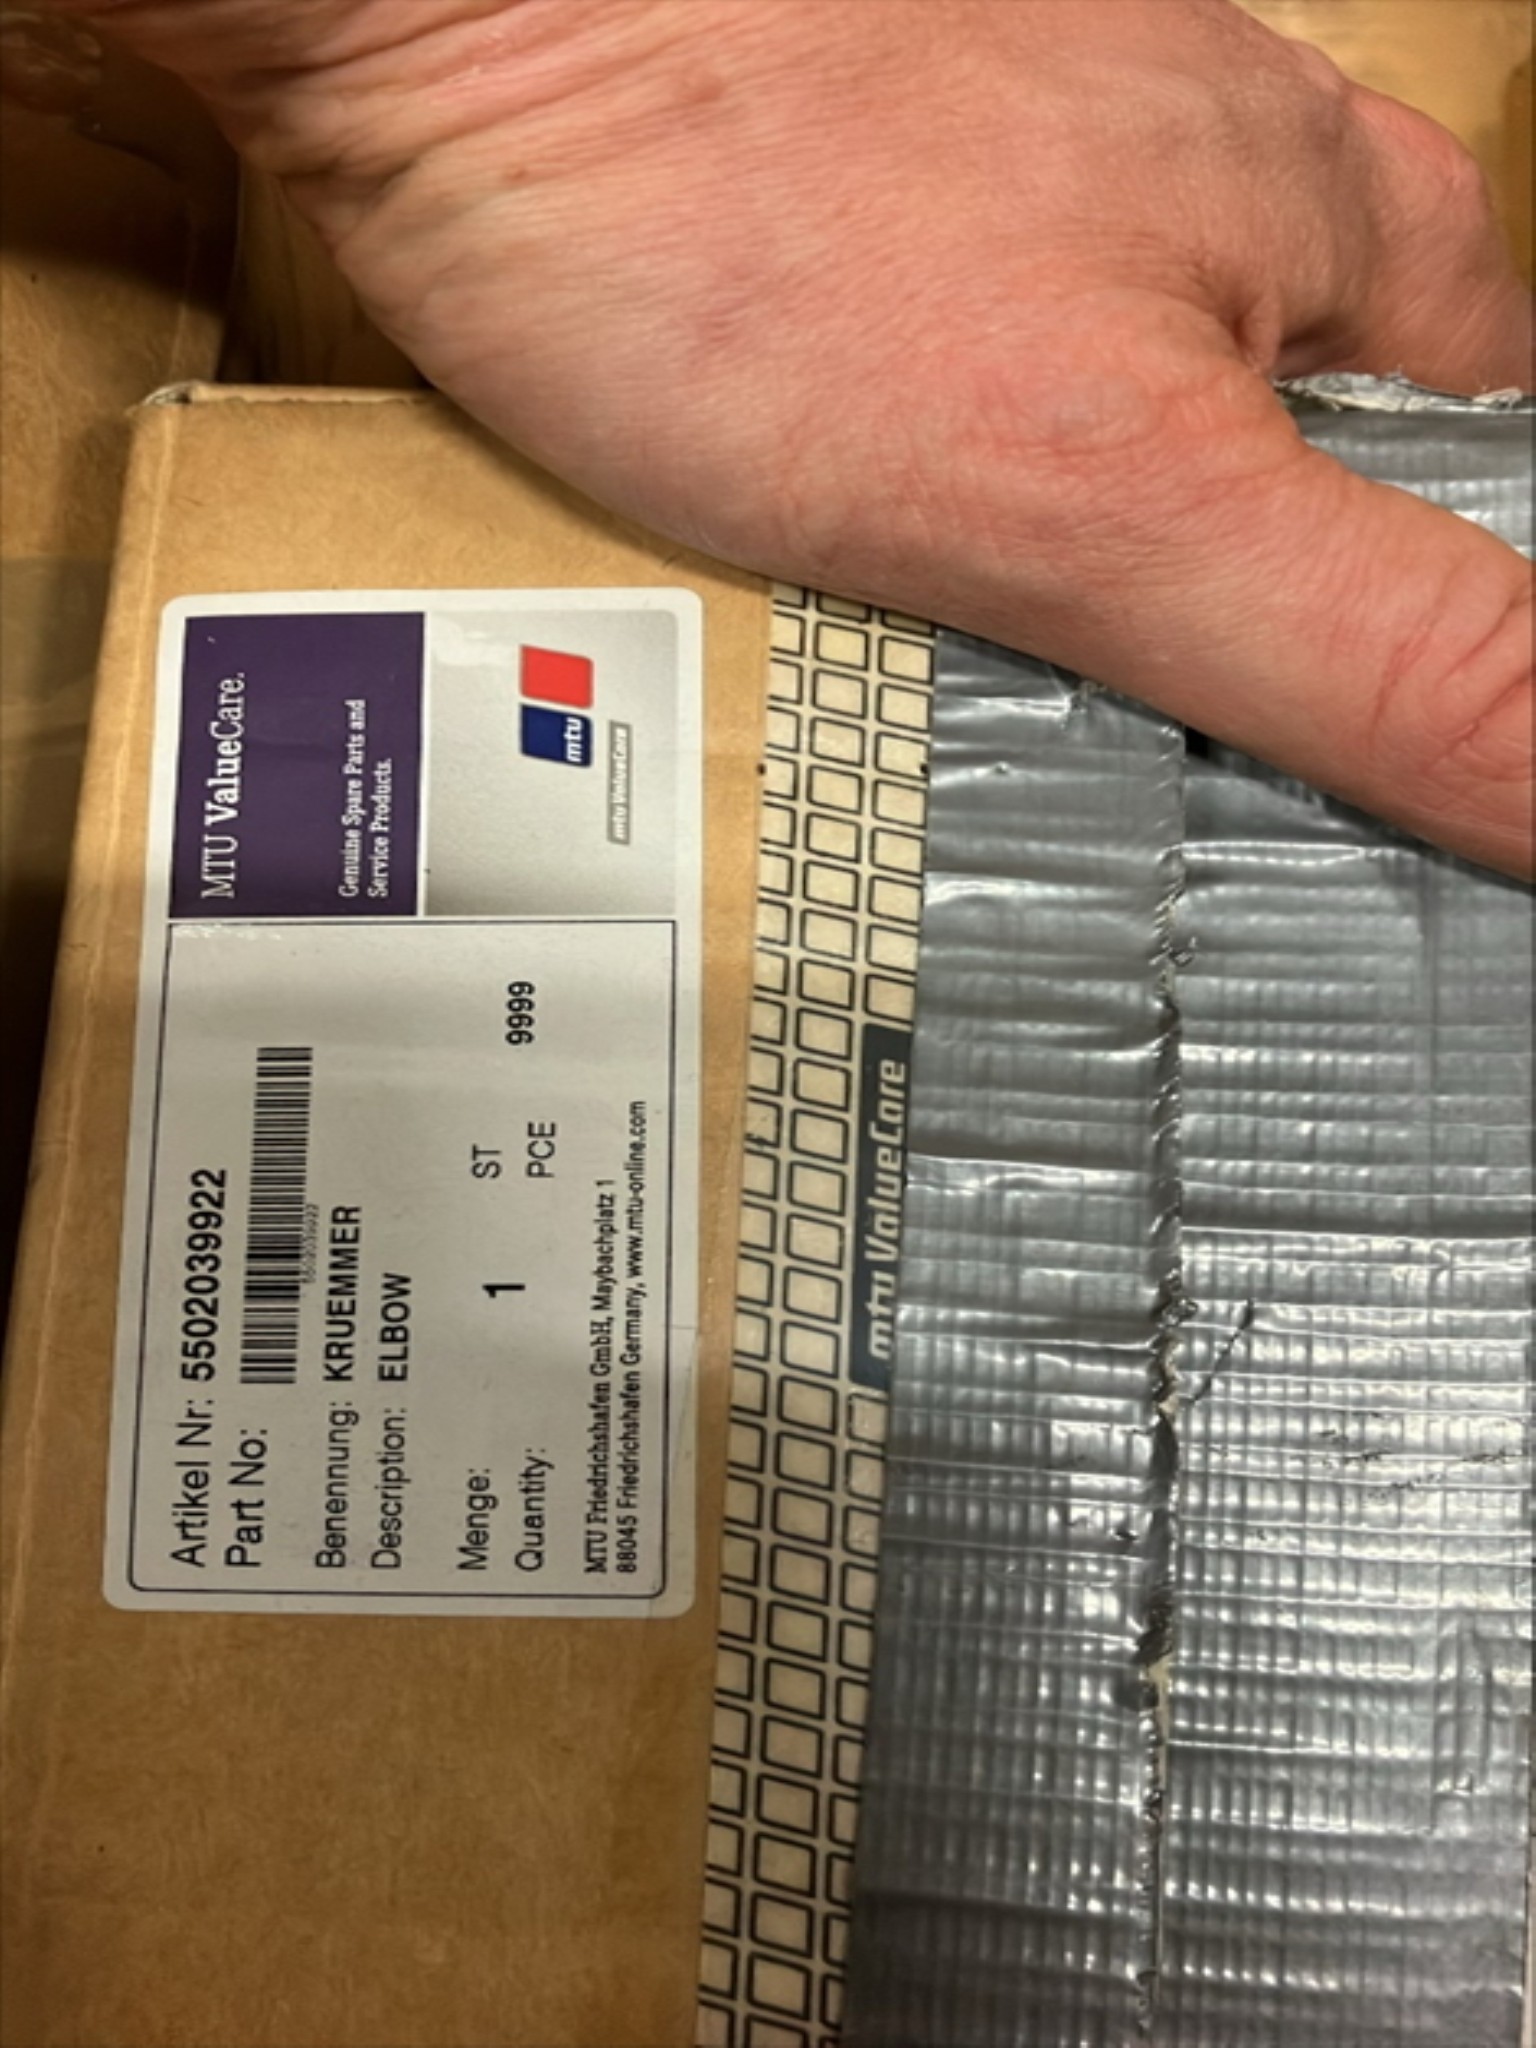 MTU ValueCare.
Genuine Spare Parts and
Service Products.
mtu
mtu ValueCare
Artikel Nr: 5502039922
Part No:
5502039922
Benennung: KRUEMMER
Description: ELBOW
Menge: 1 ST
Quantity: PCE 9999
MTU Friedrichshafen GmbH, Maybachplatz 1
88045 Friedrichshafen Germany, www.mtu-online.com
mtu ValueCare